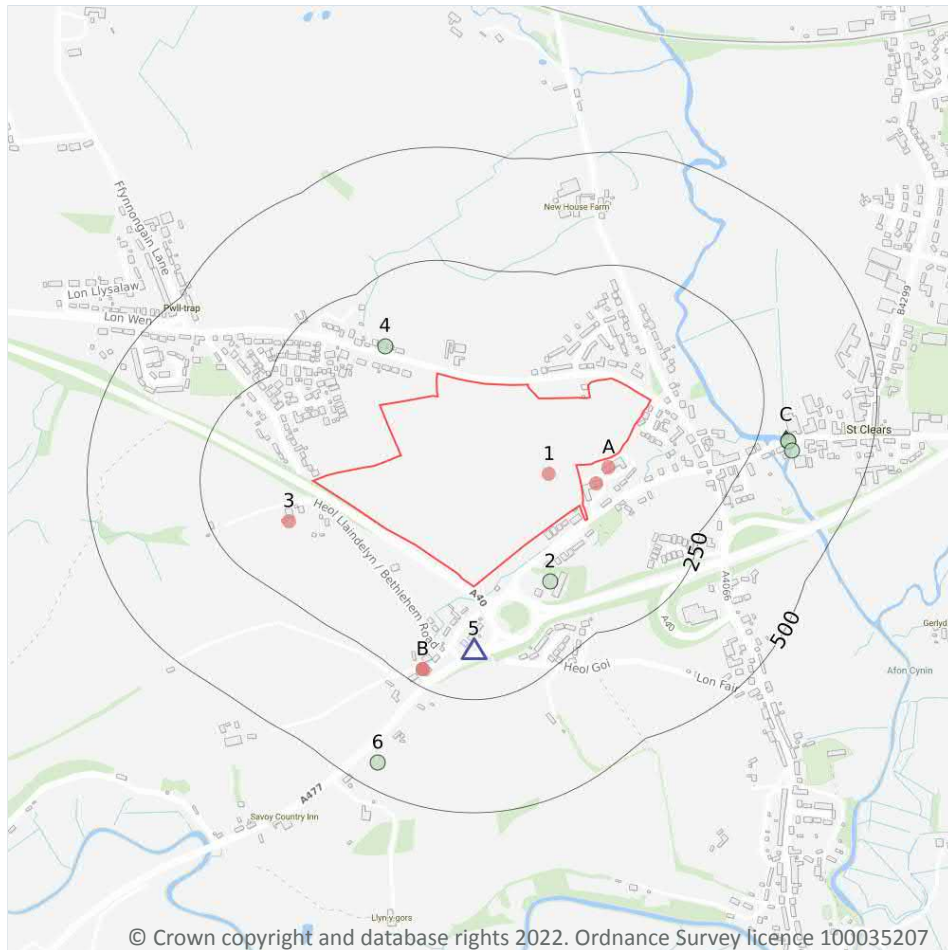 Ffynnongain Lane
New House Farm
B4299
Lon Llysalaw
Pwll-trap
Lon Wen
4
C
St Clears
A
1
3
Heol Llaindelyn / Bethlehem Road
250
2
A40
A4066
A40
500
5
B
Heol Goi
Lon Fair
Gerlyd
Afon Cynin
6
A477
Savoy Country Inn
Llyn-y-gors
© Crown copyright and database rights 2022. Ordnance Survey licence 100035207